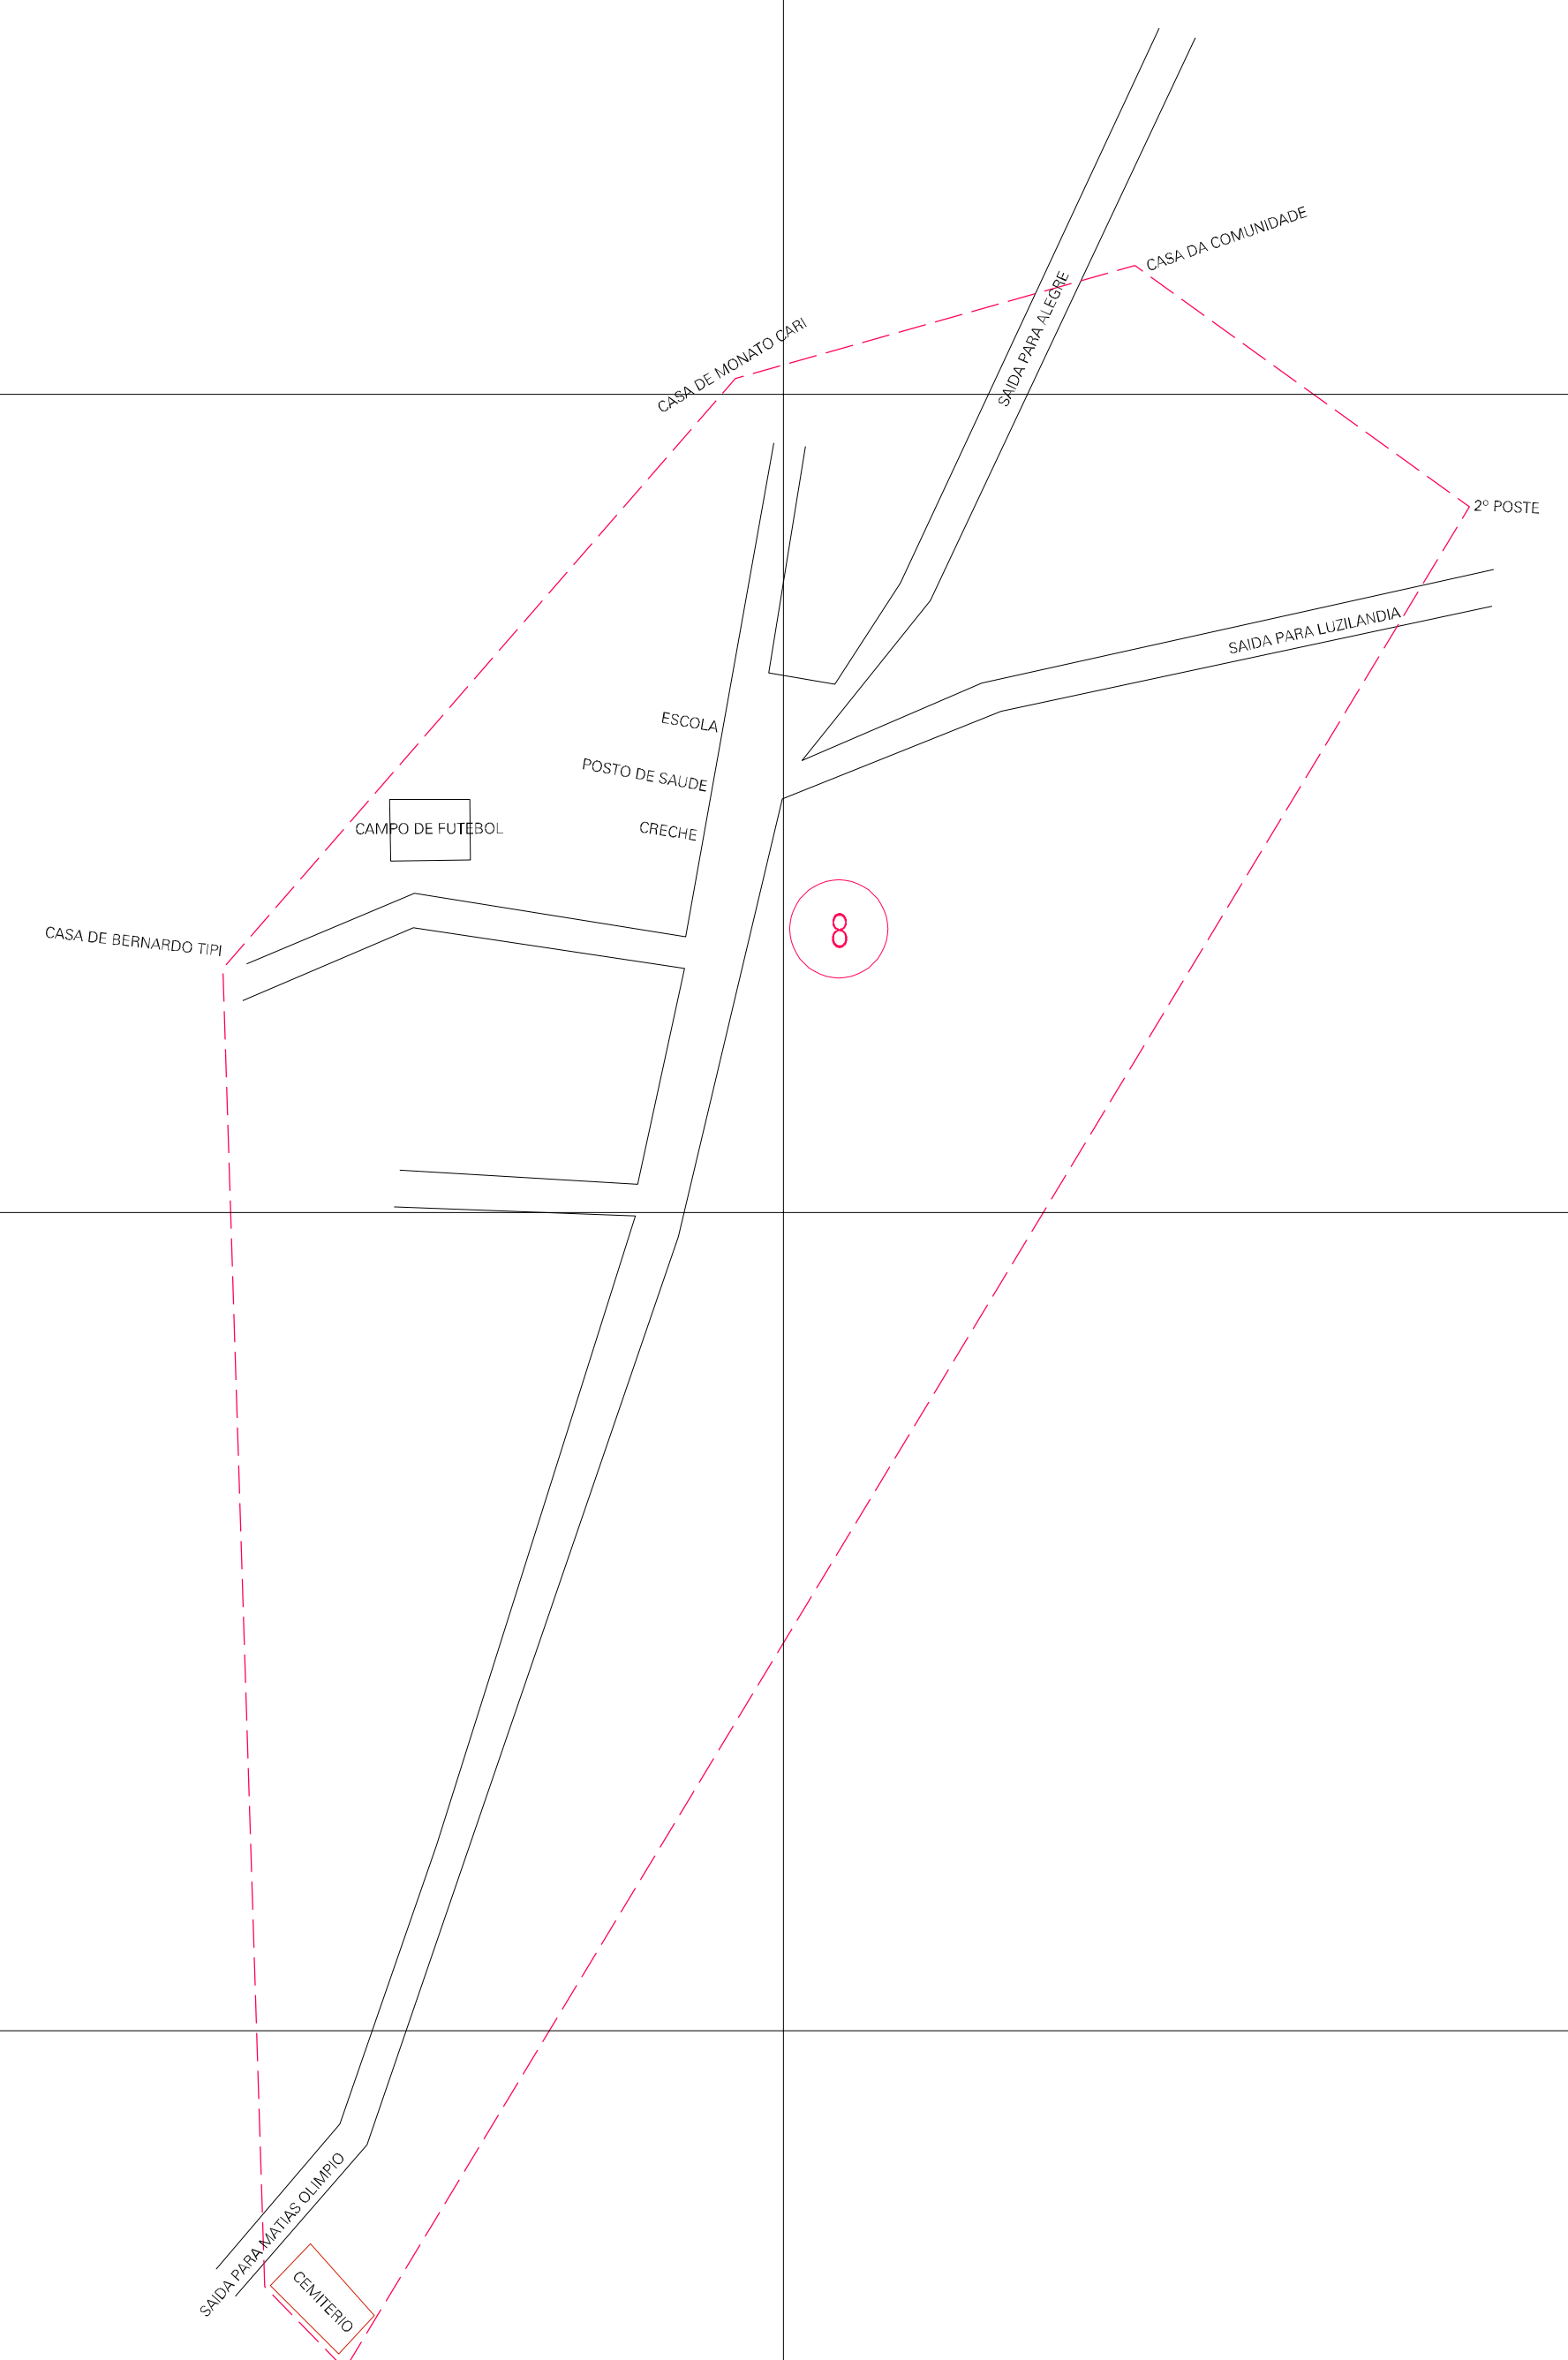 CASA DA COMUNIDADE
SAIDA PARA ALEGRE
CASA DE MONATO CARI
2º POSTE
SAIDA PARA LUZILANDIA
ESCOLA
POSTO DE SAUDE
CRECHE
CAMPO DE FUTEBOL
CASA DE BERNARDO TIPI
8
SAIDA PARA MATIAS OLIMPIO
CEMITERIO